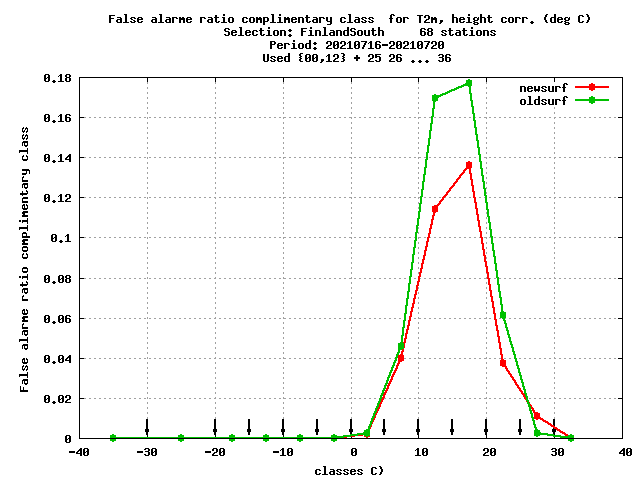 False alarme ratio complimentary class  for T2m, height corr. (deg C)
Selection: FinlandSouth     68 stations
Period: 20210716-20210720
Used {00,12} + 25 26 ... 36
newsurf
oldsurf
False alarme ratio complimentary class
0.18
0.16
0.14
0.12
0.1
0.08
0.06
0.04
0.02
0
-40 -30 -20 -10 0 10 20 30 40
classes C)